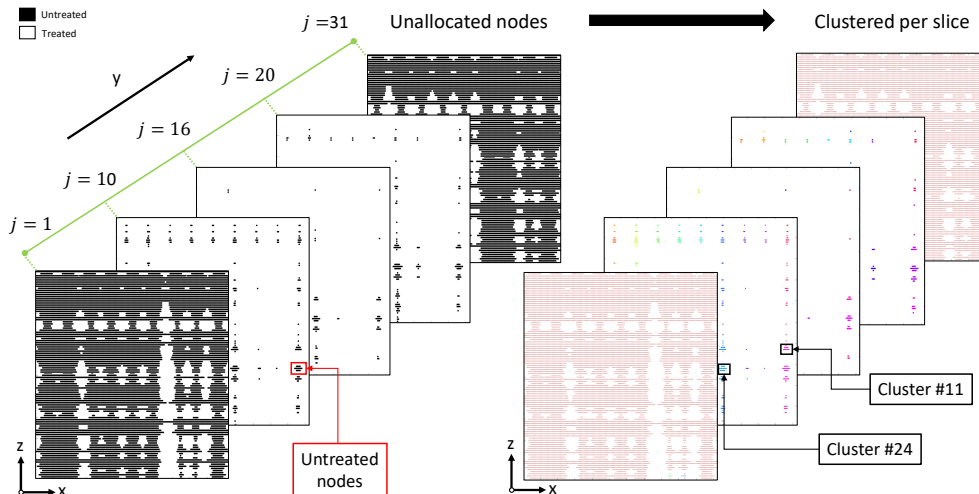 Untreated
Treated
Unallocated nodes
Clustered per slice
j = 31
j = 20
j = 16
j = 10
j = 1
y
Cluster #11
Cluster #24
Untreated
nodes
z
x
z
x